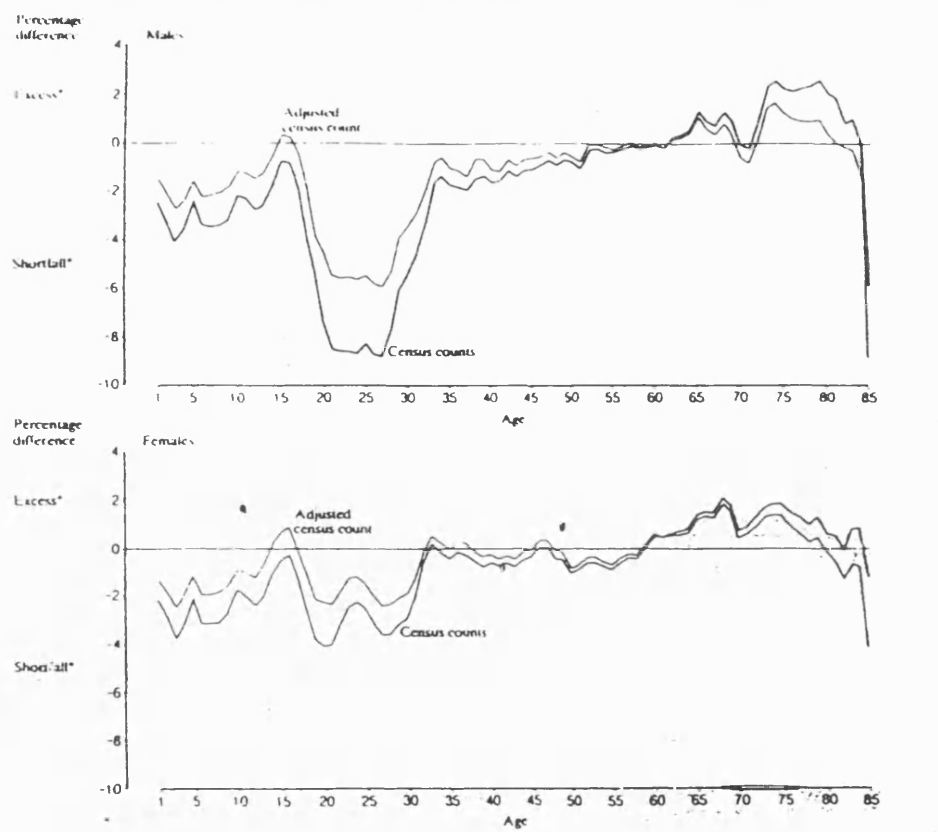 Percentage
difference
Males
4
Excess*
2
Adjusted
census count
0
-2
-4
Shortfall*
-6
-8
Census counts
-10
1 5 10 15 20 25 30 35 40 45 50 55 60 65 70 75 80 85
Age
Percentage
difference
Females
4
Excess*
2
Adjusted
census count
0
-2
Census counts
-4
Shortfall*
-6
-8
-10
1 5 10 15 20 25 30 35 40 45 50 55 60 65 70 75 80 85
Age